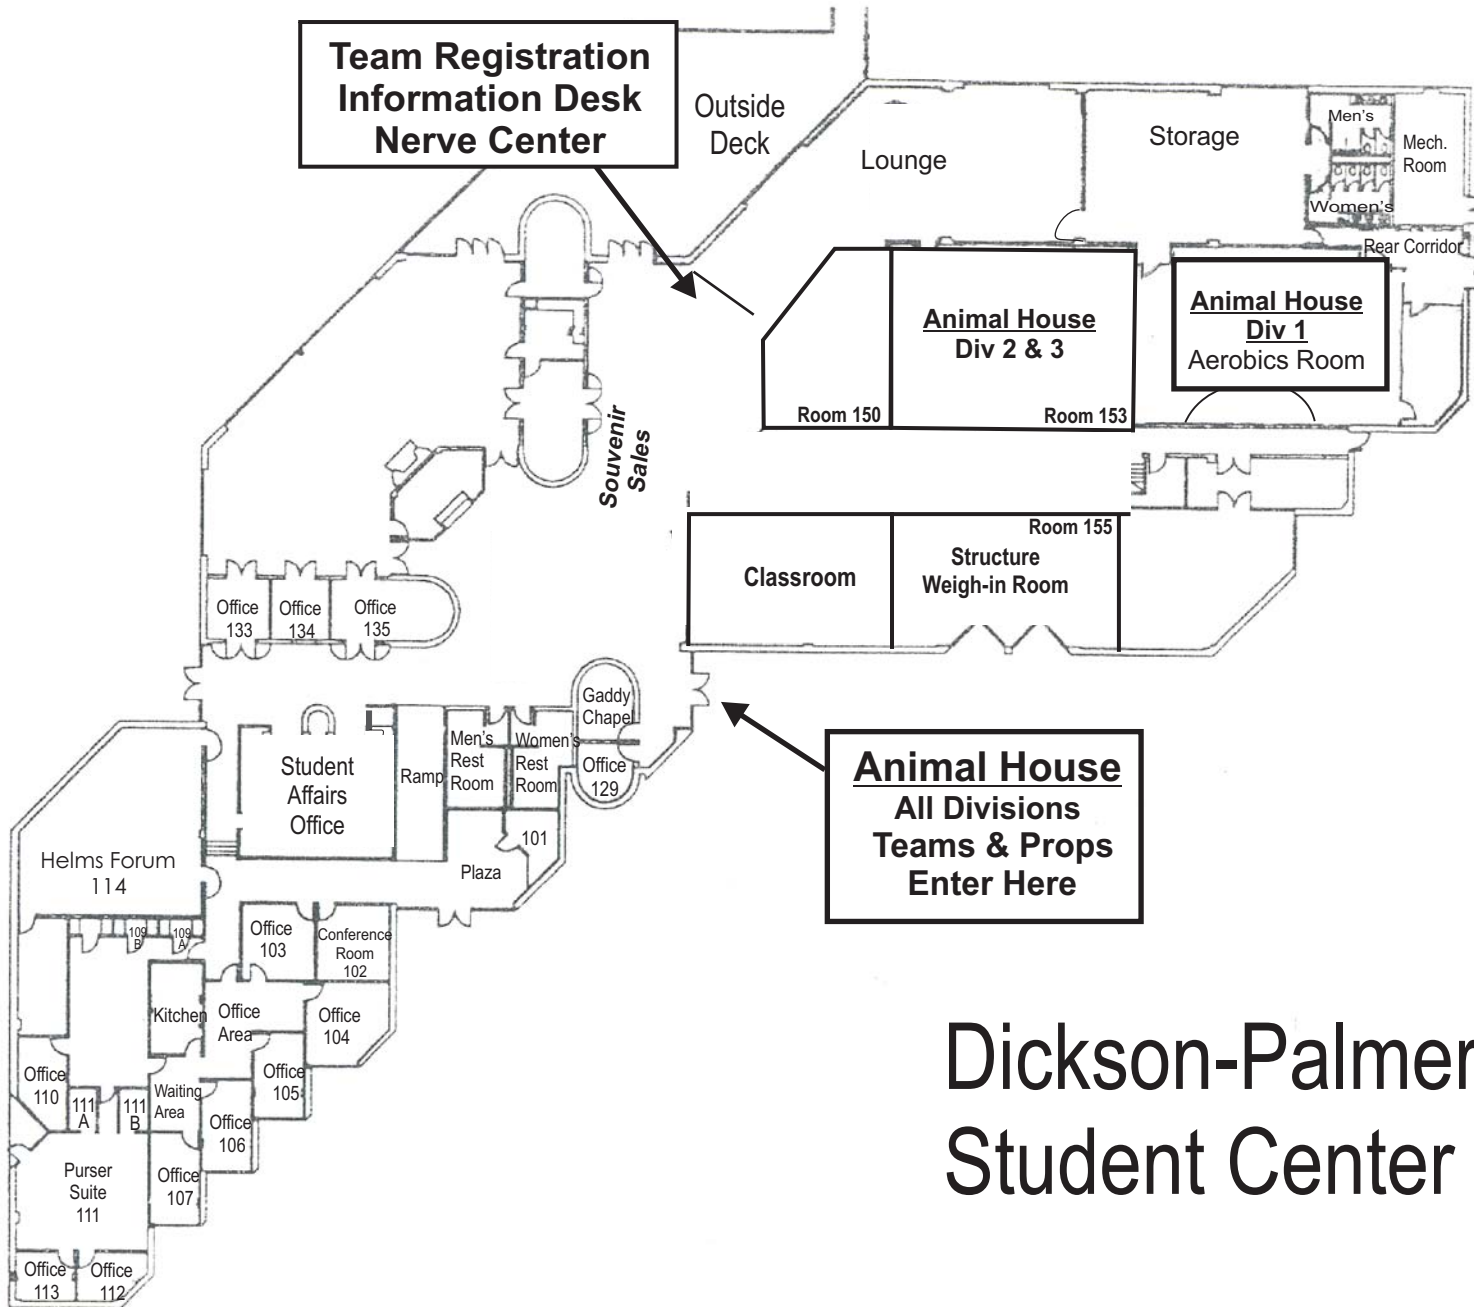 Team Registration
Information Desk
Nerve Center
Outside
Deck
Lounge
Storage
Men's
Mech.
Room
Women's
Rear Corridor
Animal House
Div 2 & 3
Animal House
Div 1
Aerobics Room
Room 150
Room 153
Souvenir
Sales
Room 155
Classroom
Structure
Weigh-in Room
Office
133
Office
134
Office
135
Gaddy
Chapel
Office
129
Men's
Rest
Room
Women's
Rest
Room
Ramp
Student
Affairs
Office
Animal House
All Divisions
Teams & Props
Enter Here
101
Plaza
Helms Forum
114
109
B
109
A
Office
103
Conference
Room
102
Kitchen
Office
Area
Office
104
Office
110
111
A
111
B
Waiting
Area
Office
105
Office
106
Office
107
Purser
Suite
111
Office
113
Office
112
Dickson-Palmer
Student Center